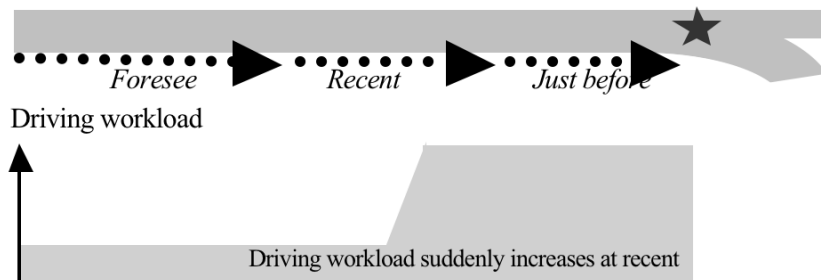 Foresee Recent Just before
Driving workload
Driving workload suddenly increases at recent